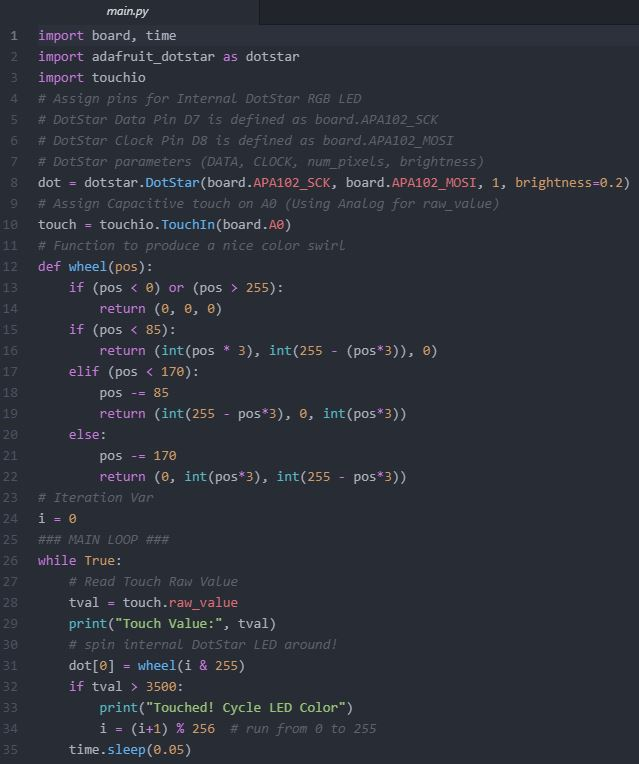 main.py
1 import board, time
2 import adafruit_dotstar as dotstar
3 import touchio
4 # Assign pins for Internal DotStar RGB LED
5 # DotStar Data Pin D7 is defined as board.APA102_SCK
6 # DotStar Clock Pin D8 is defined as board.APA102_MOSI
7 # DotStar parameters (DATA, CLOCK, num_pixels, brightness)
8 dot = dotstar.DotStar(board.APA102_SCK, board.APA102_MOSI, 1, brightness=0.2)
9 # Assign Capacitive touch on A0 (Using Analog for raw_value)
10 touch = touchio.TouchIn(board.A0)
11 # Function to produce a nice color swirl
12 def wheel(pos):
13     if (pos < 0) or (pos > 255):
14         return (0, 0, 0)
15     if (pos < 85):
16         return (int(pos * 3), int(255 - (pos*3)), 0)
17     elif (pos < 170):
18         pos -= 85
19         return (int(255 - pos*3), 0, int(pos*3))
20     else:
21         pos -= 170
22         return (0, int(pos*3), int(255 - pos*3))
23 # Iteration Var
24 i = 0
25 ### MAIN LOOP ###
26 while True:
27     # Read Touch Raw Value
28     tval = touch.raw_value
29     print("Touch Value:", tval)
30     # spin internal DotStar LED around!
31     dot[0] = wheel(i & 255)
32     if tval > 3500:
33         print("Touched! Cycle LED Color")
34         i = (i+1) % 256  # run from 0 to 255
35     time.sleep(0.05)